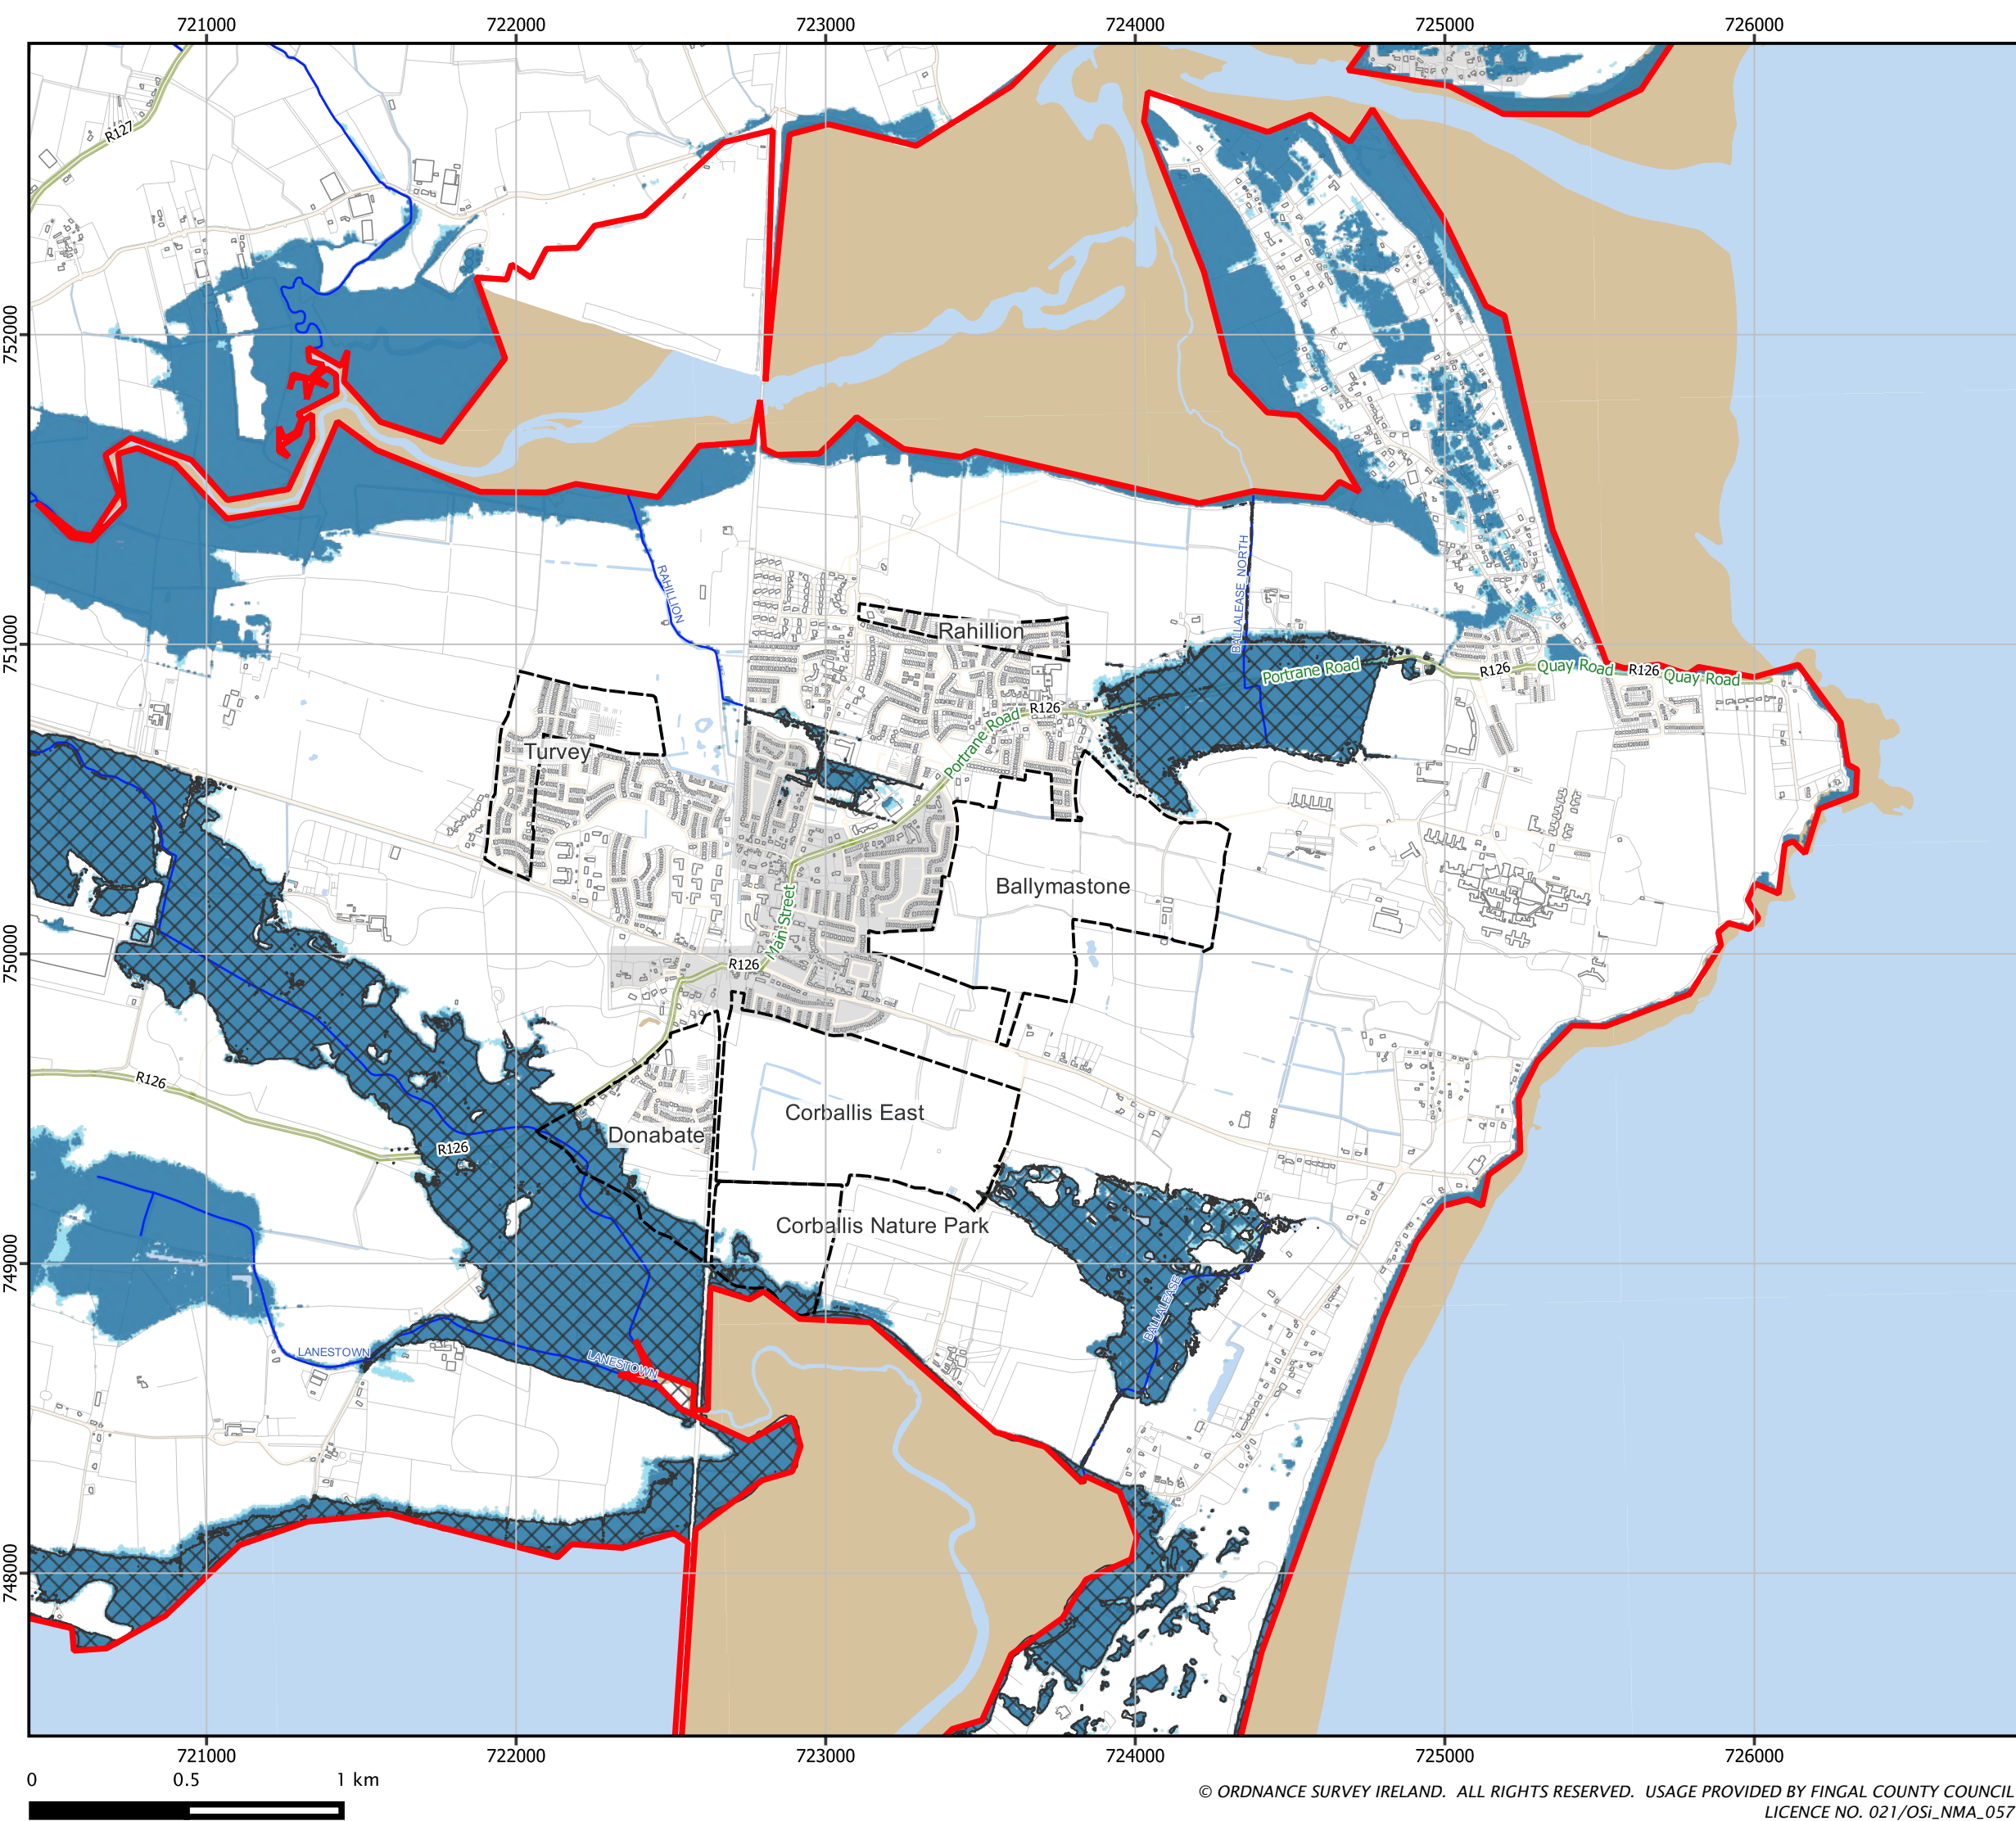 721000 722000 723000 724000 725000 726000
R127
752000
RAHILLION
BALLALEASE NORTH
751000
Rahillion
Portrane Road
R126
Quay Road
R126
Quay Road
R126
Portrane Road
Turvey
Ballymastone
Main Street
750000
R126
R126
R126
Corballis East
Donabate
Corballis Nature Park
749000
BALLALEASE
LANESTOWN
LANESTOWN
748000
721000 722000 723000 724000 725000 726000
0 0.5 1 km
© ORDNANCE SURVEY IRELAND. ALL RIGHTS RESERVED. USAGE PROVIDED BY FINGAL COUNTY COUNCIL
LICENCE NO. 021/OSi_NMA_057